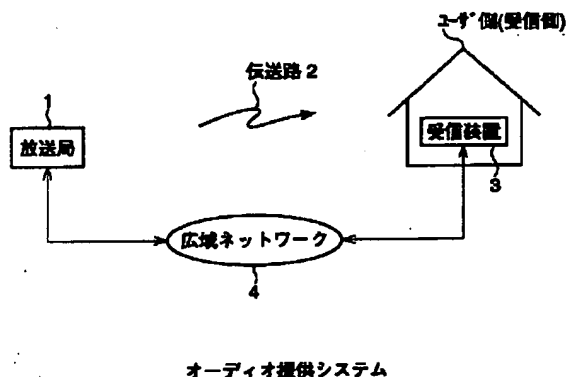 ユーザ側(受信側)
伝送路 2
1
放送局
受信装置
3
広域ネットワーク
4
オーディオ提供システム